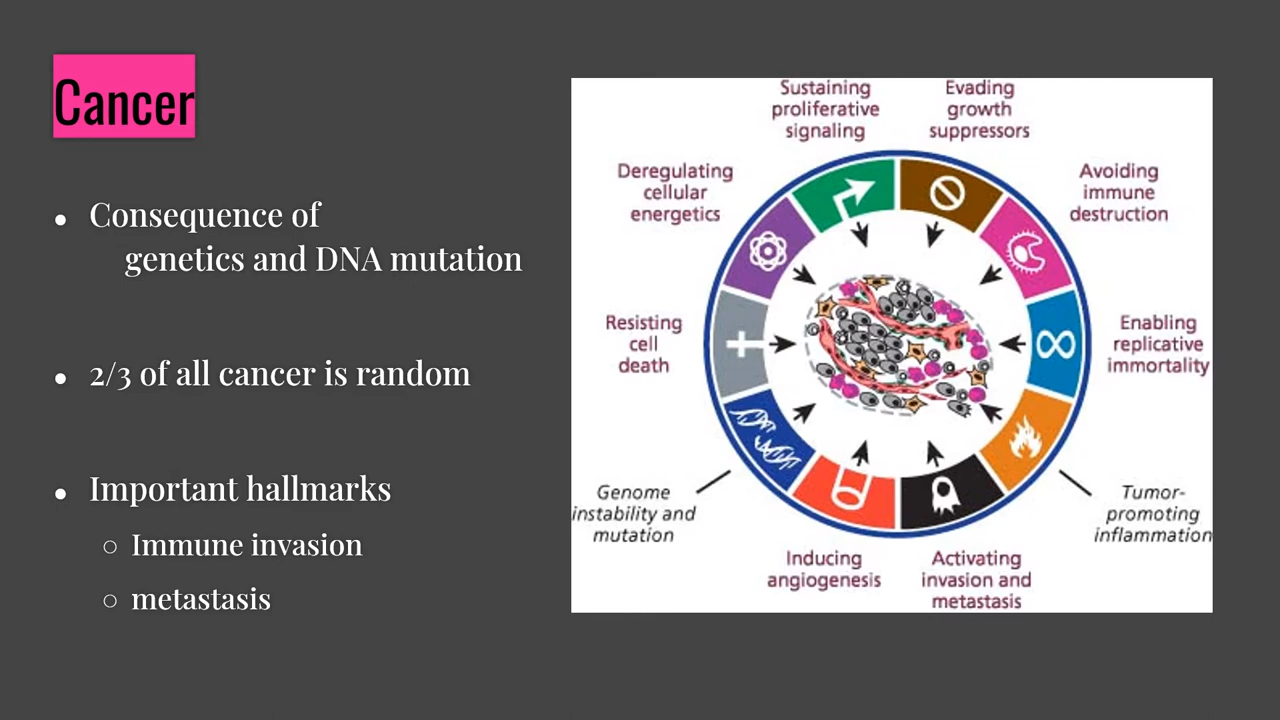 Cancer
● Consequence of
genetics and DNA mutation
● 2/3 of all cancer is random
● Important hallmarks
○ Immune invasion
○ metastasis
Sustaining
proliferative
signaling
Evading
growth
suppressors
Deregulating
cellular
energetics
Avoiding
immune
destruction
Resisting
cell
death
Enabling
replicative
immortality
Genome
instability and
mutation
Tumor-
promoting
inflammation
Inducing
angiogenesis
Activating
invasion and
metastasis